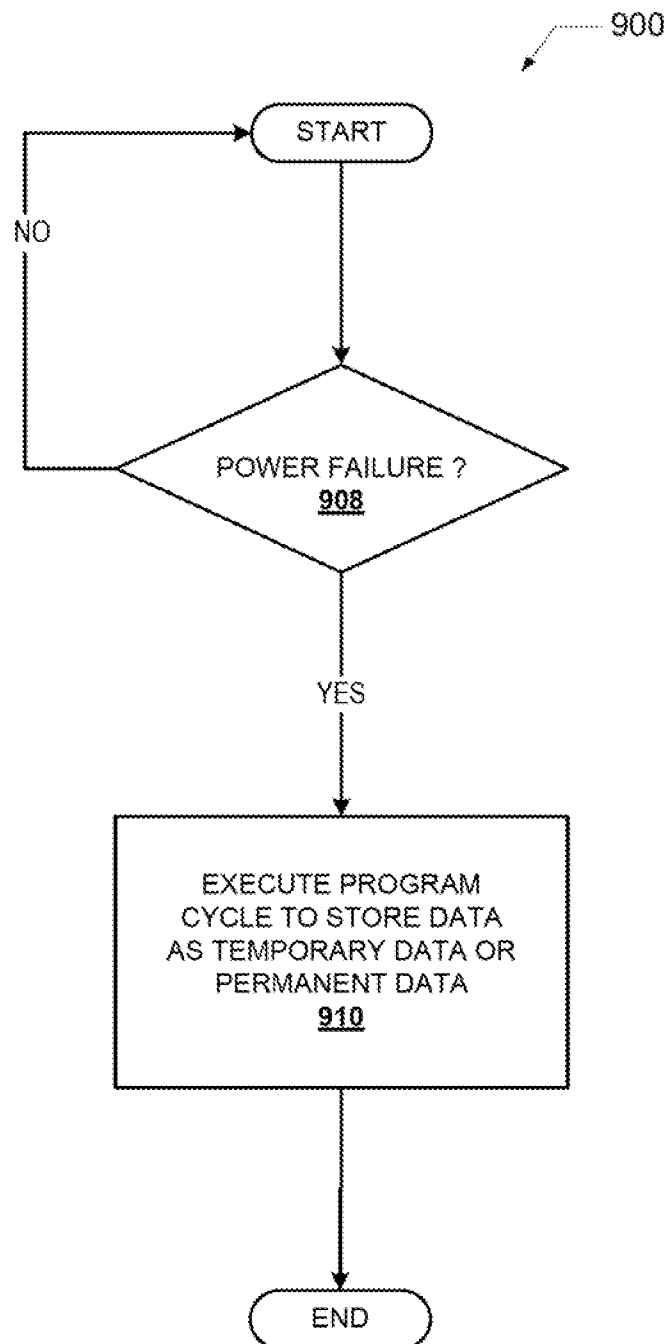 900
START
NO
POWER FAILURE ?
908
YES
EXECUTE PROGRAM
CYCLE TO STORE DATA
AS TEMPORARY DATA OR
PERMANENT DATA
910
END